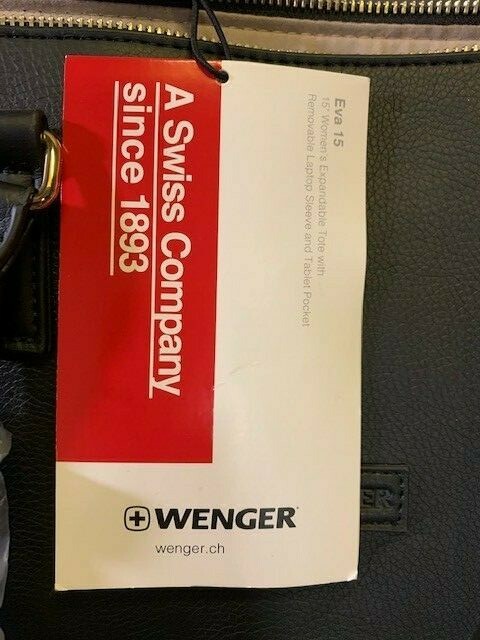 Eva 15
15" Women's Expandable Tote with
Removable Laptop Sleeve and Tablet Pocket
A Swiss Company
since 1893
WENGER
wenger.ch
ER